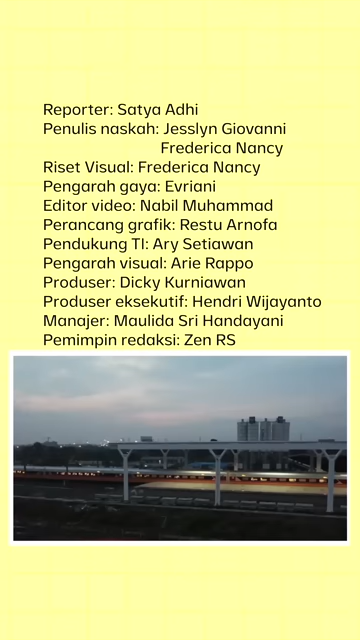 Reporter: Satya Adhi
Penulis naskah: Jesslyn Giovanni
Frederica Nancy
Riset Visual: Frederica Nancy
Pengarah gaya: Evriani
Editor video: Nabil Muhammad
Perancang grafik: Restu Arnofa
Pendukung TI: Ary Setiawan
Pengarah visual: Arie Rappo
Produser: Dicky Kurniawan
Produser eksekutif: Hendri Wijayanto
Manajer: Maulida Sri Handayani
Pemimpin redaksi: Zen RS